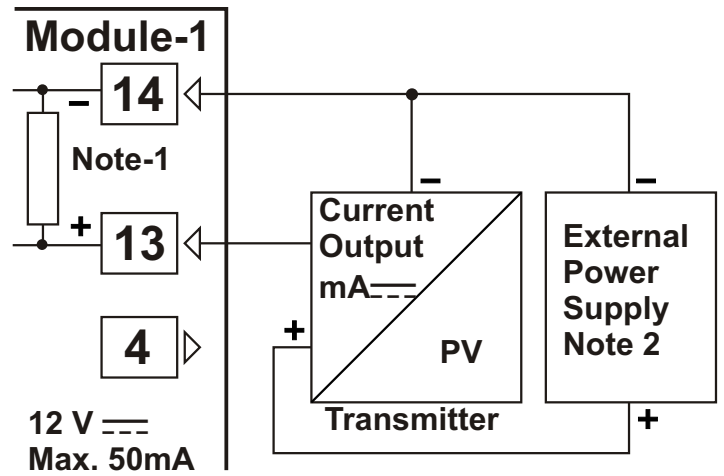 Module-1
14
−
Note-1
+
13
4
12 V
Max. 50mA
−
Current
Output
mA
PV
+
Transmitter
−
External
Power
Supply
Note 2
+